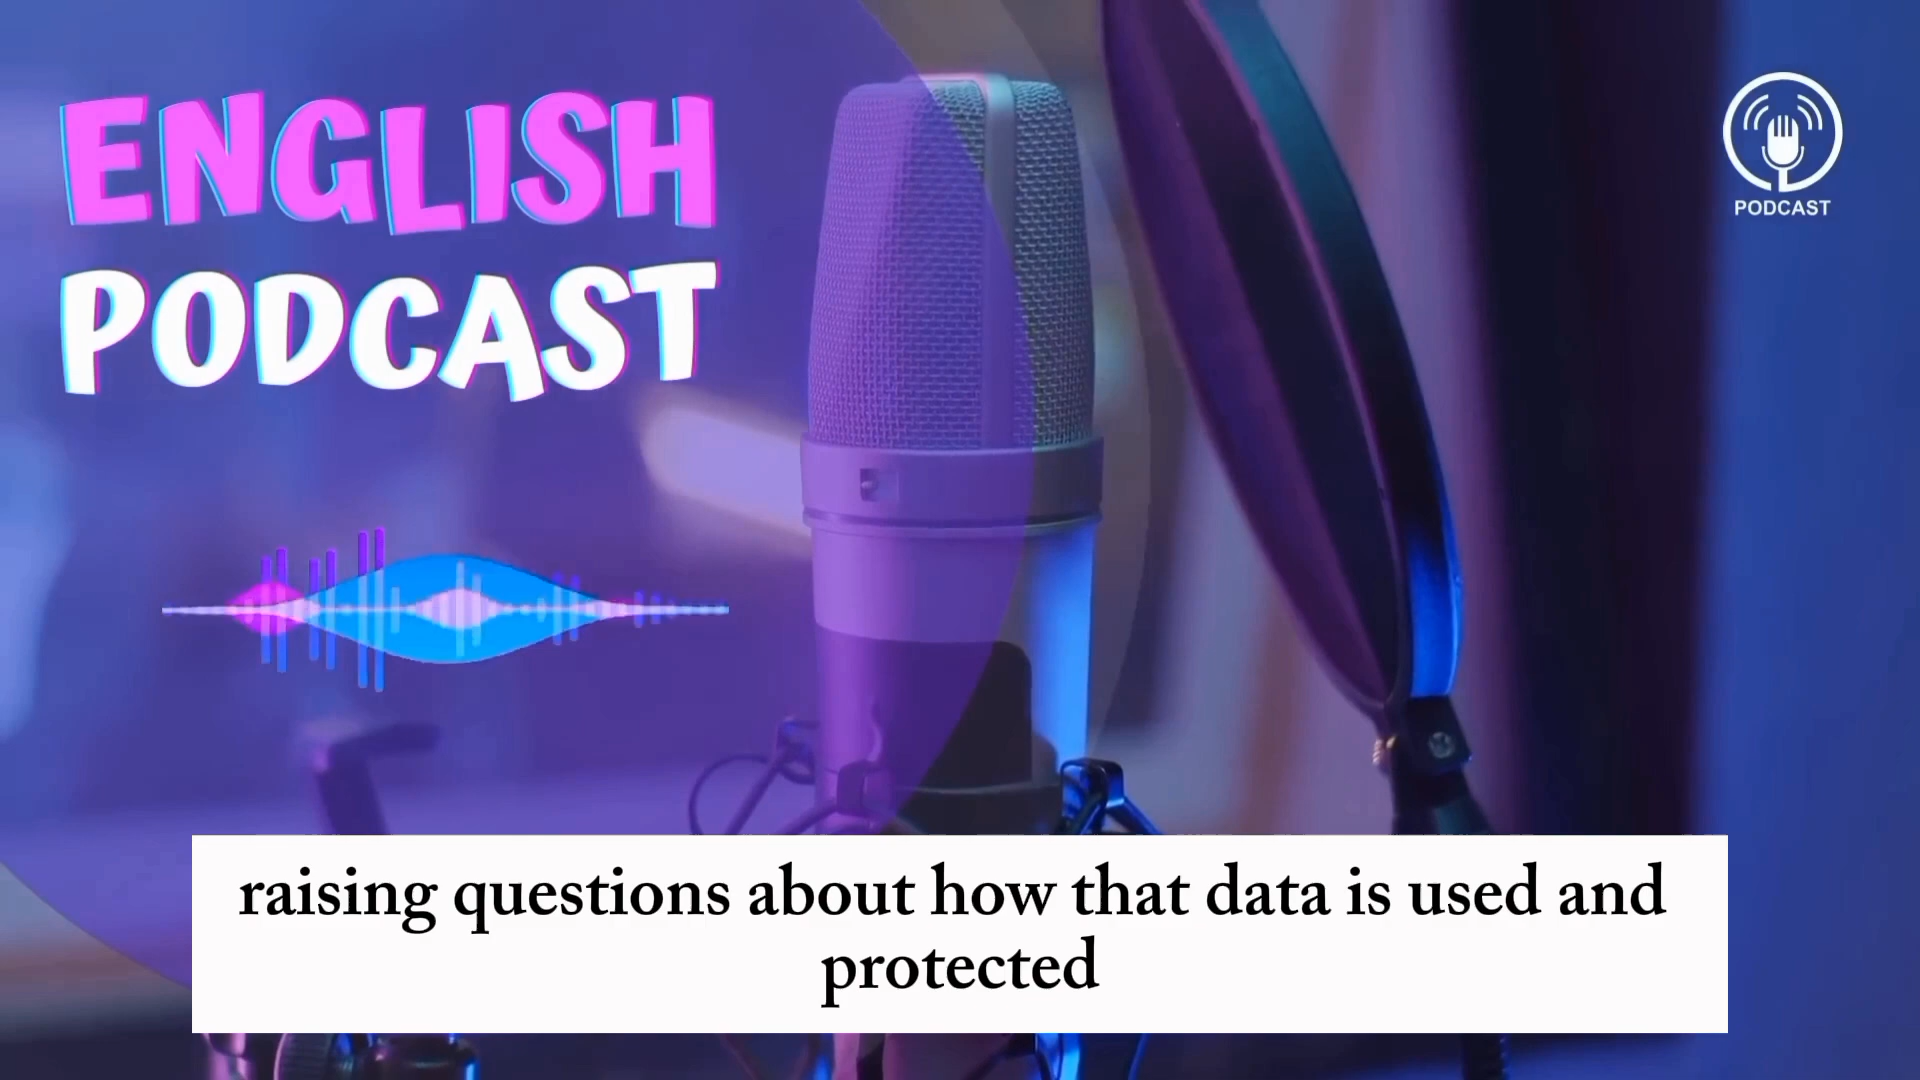 ENGLISH
PODCAST
PODCAST
raising questions about how that data is used and
protected